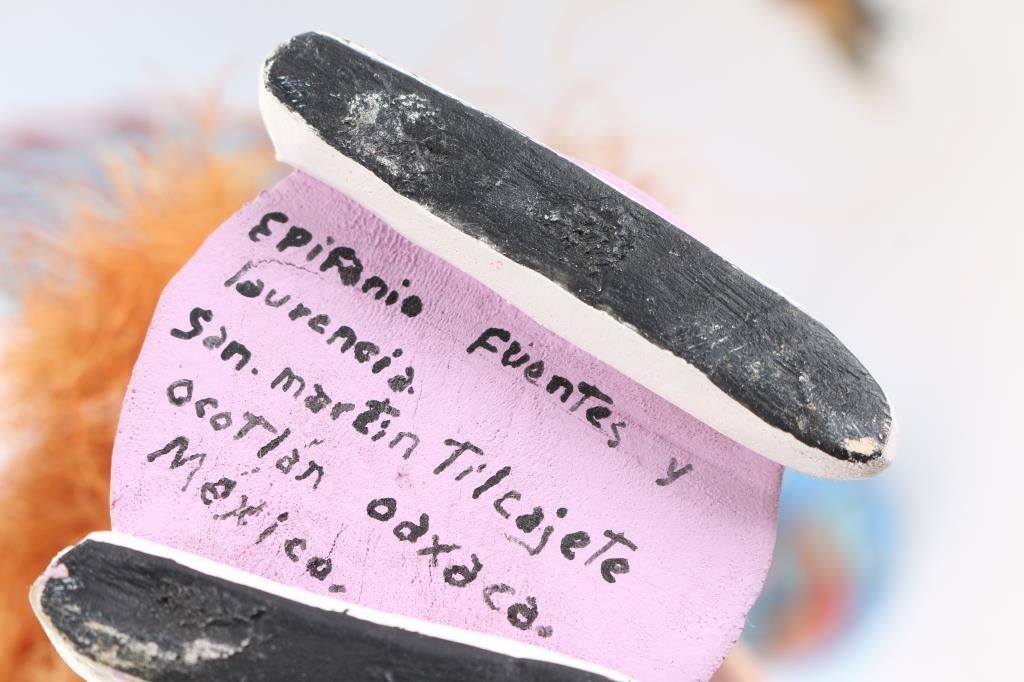 Epifanio Fuentes y
laurencia.
San. martin Tilcajete
ocotlán oaxaca.
México.